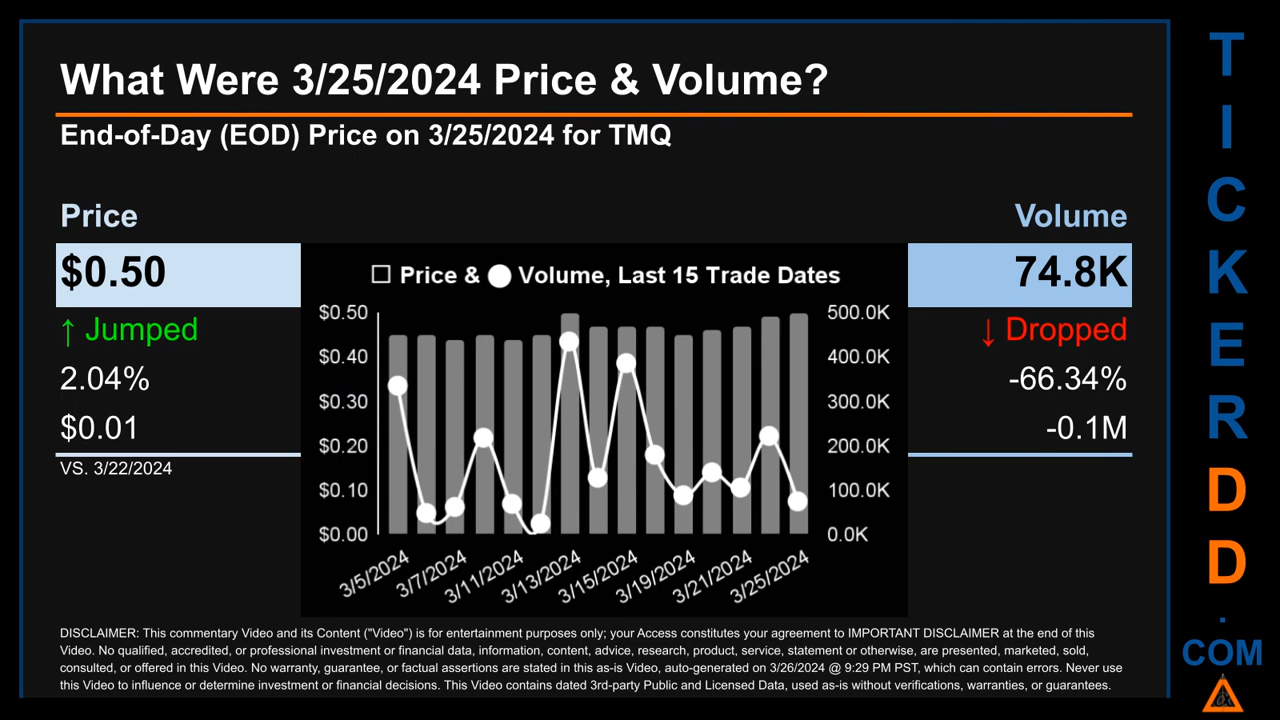 What Were 3/25/2024 Price & Volume?
End-of-Day (EOD) Price on 3/25/2024 for TMQ
Price
$0.50
↑ Jumped
2.04%
$0.01
VS. 3/22/2024
Price & Volume, Last 15 Trade Dates
$0.50
$0.40
$0.30
$0.20
$0.10
$0.00
500.0K
400.0K
300.0K
200.0K
100.0K
0.0K
3/5/2024
3/7/2024
3/11/2024
3/13/2024
3/15/2024
3/19/2024
3/21/2024
3/25/2024
Volume
74.8K
↓ Dropped
-66.34%
-0.1M
DISCLAIMER: This commentary Video and its Content ("Video") is for entertainment purposes only; your Access constitutes your agreement to IMPORTANT DISCLAIMER at the end of this
Video. No qualified, accredited, or professional investment or financial data, information, content, advice, research, product, service, statement or otherwise, are presented, marketed, sold,
consulted, or offered in this Video. No warranty, guarantee, or factual assertions are stated in this as-is Video, auto-generated on 3/26/2024 @ 9:29 PM PST, which can contain errors. Never use
this Video to influence or determine investment or financial decisions. This Video contains dated 3rd-party Public and Licensed Data, used as-is without verifications, warranties, or guarantees.
T
I
C
K
E
R
D
D
.
COM